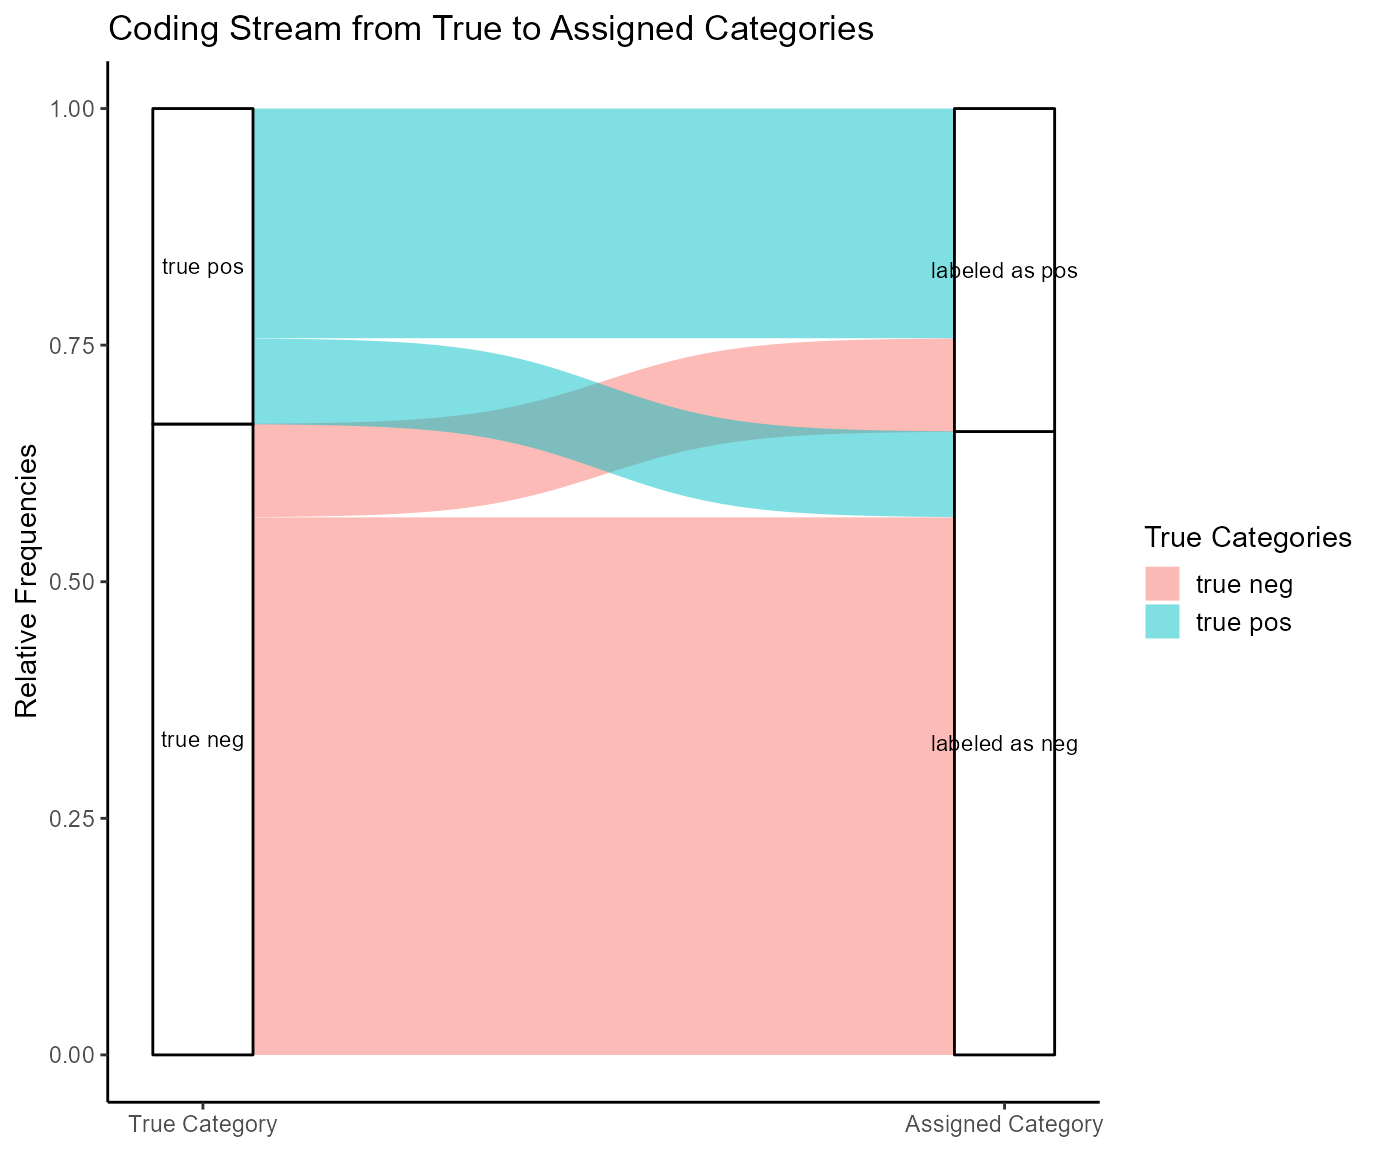 Coding Stream from True to Assigned Categories
1.00
0.75
0.50
0.25
0.00
Relative Frequencies
true pos
true neg
labeled as pos
labeled as neg
True Category
Assigned Category
True Categories
true neg
true pos